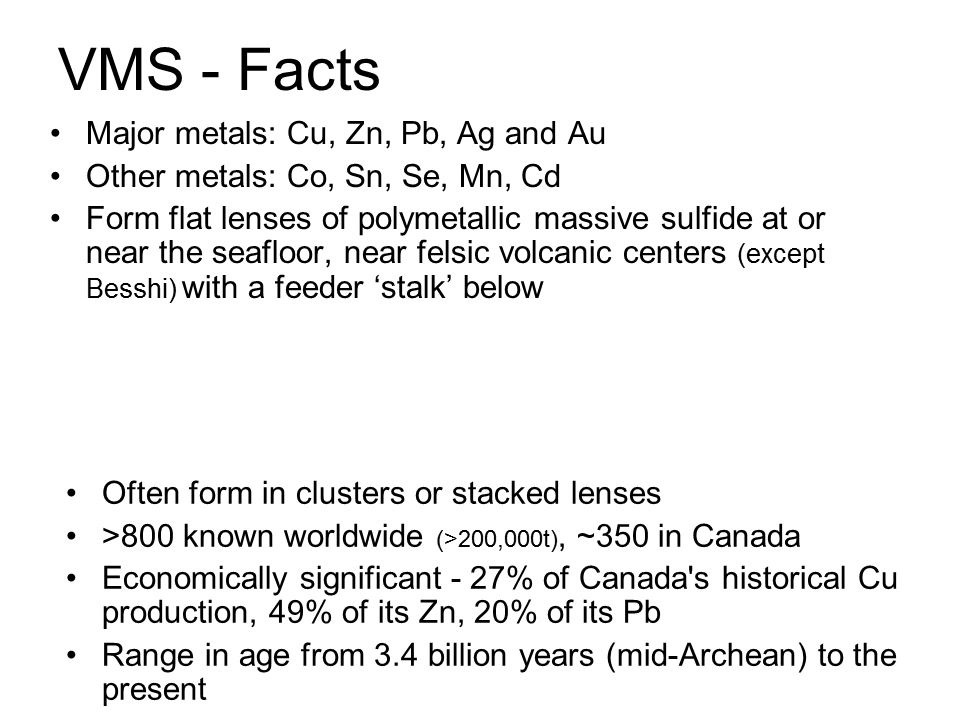 VMS - Facts
• Major metals: Cu, Zn, Pb, Ag and Au
• Other metals: Co, Sn, Se, Mn, Cd
• Form flat lenses of polymetallic massive sulfide at or
near the seafloor, near felsic volcanic centers (except
Besshi) with a feeder ‘stalk’ below
• Often form in clusters or stacked lenses
• >800 known worldwide (>200,000t), ~350 in Canada
• Economically significant - 27% of Canada's historical Cu
production, 49% of its Zn, 20% of its Pb
• Range in age from 3.4 billion years (mid-Archean) to the
present